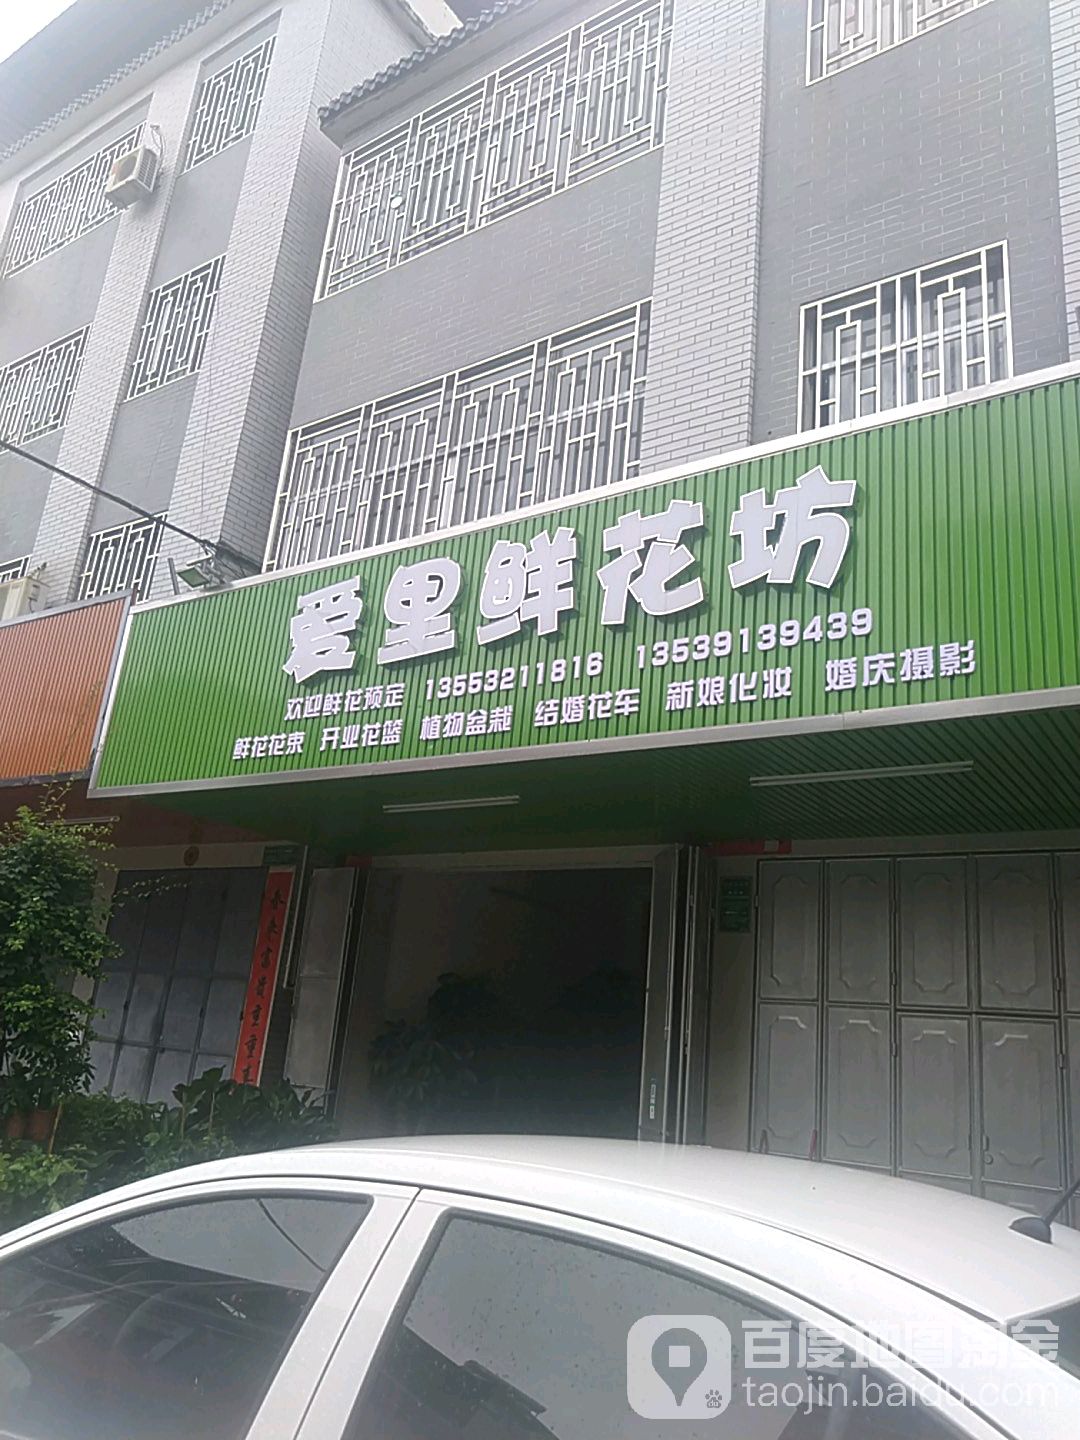 爱里鲜花坊
欢迎鲜花预定 13553211816 13539139439
鲜花花束 开业花篮 植物盆栽 结婚花车 新娘化妆 婚庆摄影
百度地图淘金
taojin.baidu.com